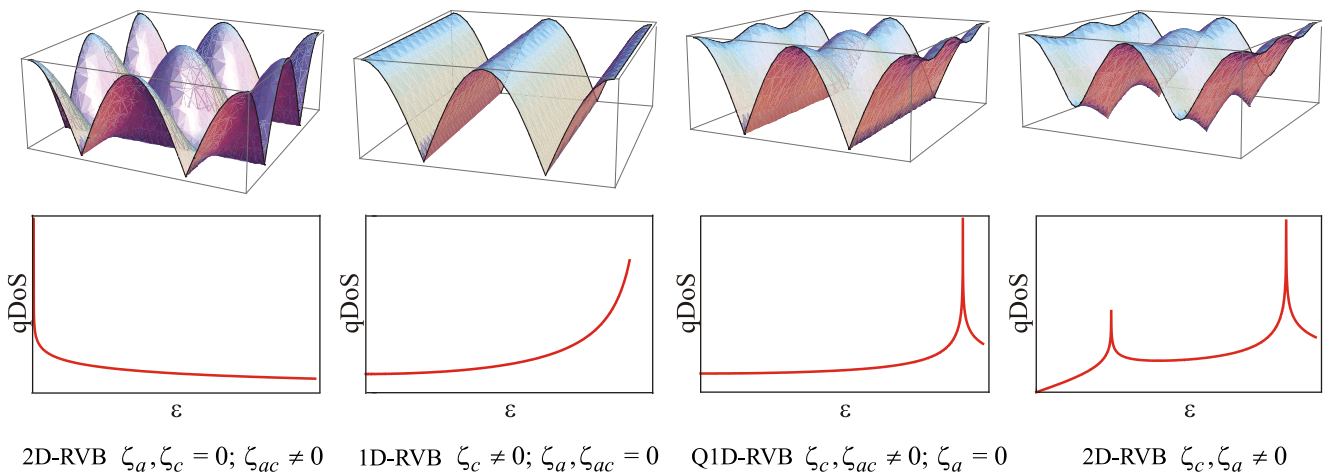 qDoS
qDoS
qDoS
qDoS
ε
ε
ε
ε
2D-RVB ζa, ζc = 0; ζac ≠ 0
1D-RVB ζc ≠ 0; ζa, ζac = 0
Q1D-RVB ζc, ζac ≠ 0; ζa = 0
2D-RVB ζc, ζa ≠ 0